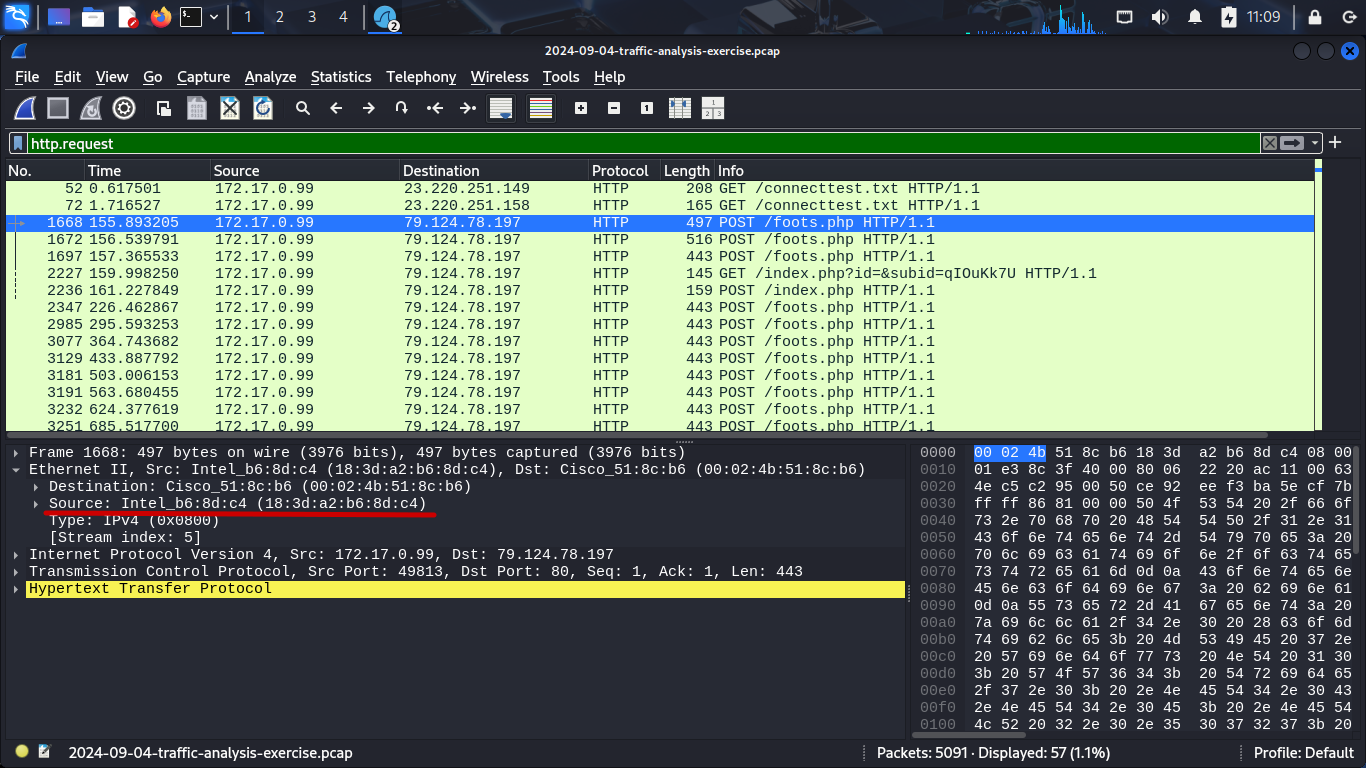 1 2 3 4 2 11:09
2024-09-04-traffic-analysis-exercise.pcap
File Edit View Go Capture Analyze Statistics Telephony Wireless Tools Help
http.request
No. Time Source Destination Protocol Length Info
52 0.617501 172.17.0.99 23.220.251.149 HTTP 208 GET /connecttest.txt HTTP/1.1
72 1.716527 172.17.0.99 23.220.251.158 HTTP 165 GET /connecttest.txt HTTP/1.1
1668 155.893205 172.17.0.99 79.124.78.197 HTTP 497 POST /foots.php HTTP/1.1
1672 156.539791 172.17.0.99 79.124.78.197 HTTP 516 POST /foots.php HTTP/1.1
1697 157.365533 172.17.0.99 79.124.78.197 HTTP 443 POST /foots.php HTTP/1.1
2227 159.998250 172.17.0.99 79.124.78.197 HTTP 145 GET /index.php?id=&subid=qIOuKk7U HTTP/1.1
2236 161.227849 172.17.0.99 79.124.78.197 HTTP 159 POST /index.php HTTP/1.1
2347 226.462867 172.17.0.99 79.124.78.197 HTTP 443 POST /foots.php HTTP/1.1
2985 295.593253 172.17.0.99 79.124.78.197 HTTP 443 POST /foots.php HTTP/1.1
3077 364.743682 172.17.0.99 79.124.78.197 HTTP 443 POST /foots.php HTTP/1.1
3129 433.887792 172.17.0.99 79.124.78.197 HTTP 443 POST /foots.php HTTP/1.1
3181 503.006153 172.17.0.99 79.124.78.197 HTTP 443 POST /foots.php HTTP/1.1
3191 563.680455 172.17.0.99 79.124.78.197 HTTP 443 POST /foots.php HTTP/1.1
3232 624.377619 172.17.0.99 79.124.78.197 HTTP 443 POST /foots.php HTTP/1.1
3251 685.517700 172.17.0.99 79.124.78.197 HTTP 443 POST /foots.php HTTP/1.1
Frame 1668: 497 bytes on wire (3976 bits), 497 bytes captured (3976 bits)
Ethernet II, Src: Intel_b6:8d:c4 (18:3d:a2:b6:8d:c4), Dst: Cisco_51:8c:b6 (00:02:4b:51:8c:b6)
Destination: Cisco_51:8c:b6 (00:02:4b:51:8c:b6)
Source: Intel_b6:8d:c4 (18:3d:a2:b6:8d:c4)
Type: IPv4 (0x0800)
[Stream index: 5]
Internet Protocol Version 4, Src: 172.17.0.99, Dst: 79.124.78.197
Transmission Control Protocol, Src Port: 49813, Dst Port: 80, Seq: 1, Ack: 1, Len: 443
Hypertext Transfer Protocol
0000 00 02 4b 51 8c b6 18 3d a2 b6 8d c4 08 00
0010 01 e3 8c 3f 40 00 80 06 22 20 ac 11 00 63
0020 4e c5 c2 95 00 50 ce 92 ee f3 ba 5e cf 7b
0030 ff ff 86 81 00 00 50 4f 53 54 20 2f 66 6f
0040 73 2e 70 68 70 20 48 54 54 50 2f 31 2e 31
0050 43 6f 6e 74 65 6e 74 2d 54 79 70 65 3a 20
0060 70 6c 69 63 61 74 69 6f 6e 2f 6f 63 74 65
0070 73 74 72 65 61 6d 0d 0a 43 6f 6e 74 65 6e
0080 45 6e 63 6f 64 69 6e 67 3a 20 62 69 6e 61
0090 0d 0a 55 73 65 72 2d 41 67 65 6e 74 3a 20
00a0 7a 69 6c 6c 61 2f 34 2e 30 20 28 63 6f 6d
00b0 74 69 62 6c 65 3b 20 4d 53 49 45 20 37 2e
00c0 20 57 69 6e 64 6f 77 73 20 4e 54 20 31 30
00d0 3b 20 57 4f 57 36 34 3b 20 54 72 69 64 65
00e0 2f 37 2e 30 3b 20 2e 4e 45 54 34 2e 30 43
00f0 2e 4e 45 54 34 2e 30 45 3b 20 2e 4e 45 54
0100 4c 52 20 32 2e 30 2e 35 30 37 32 37 3b 20
2024-09-04-traffic-analysis-exercise.pcap Packets: 5091 · Displayed: 57 (1.1%) Profile: Default